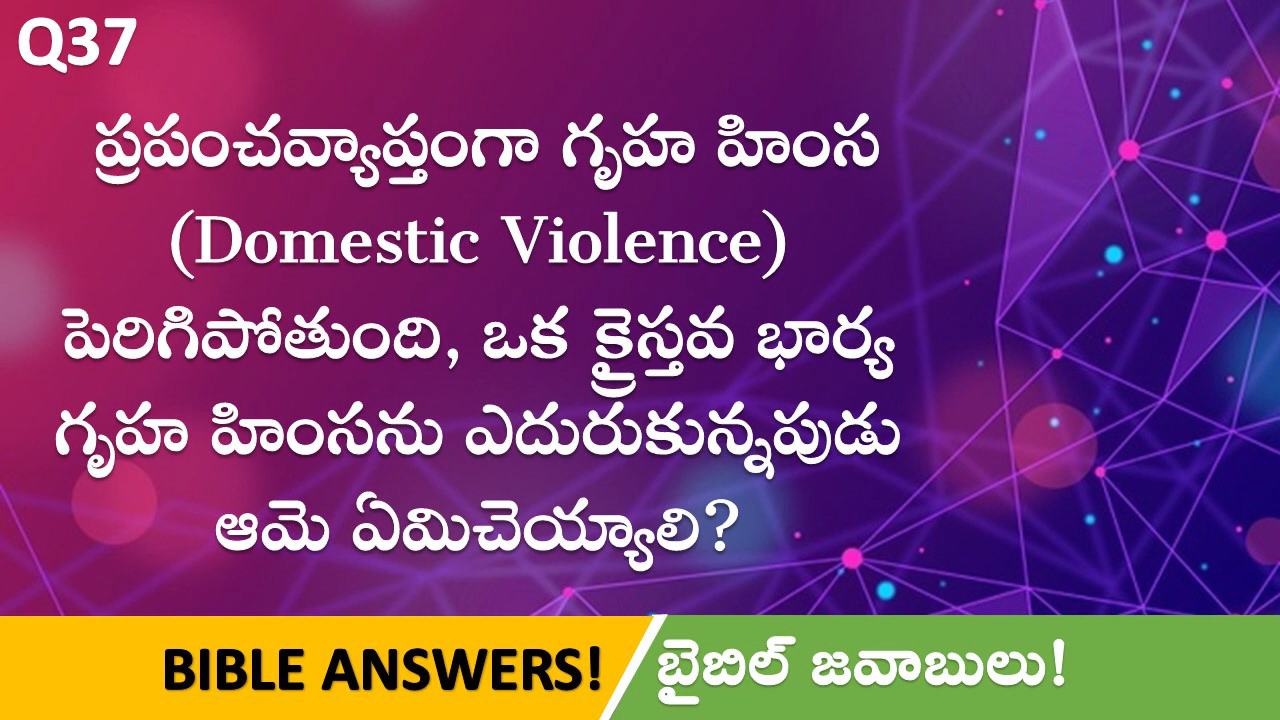 Q37
ప్రపంచవ్యాప్తంగా గృహ హింస
(Domestic Violence)
పెరిగిపోతుంది, ఒక క్రైస్తవ భార్య
గృహ హింసను ఎదురుకున్నపుడు
ఆమె ఏమిచెయ్యాలి?
BIBLE ANSWERS! బైబిల్ జవాబులు!